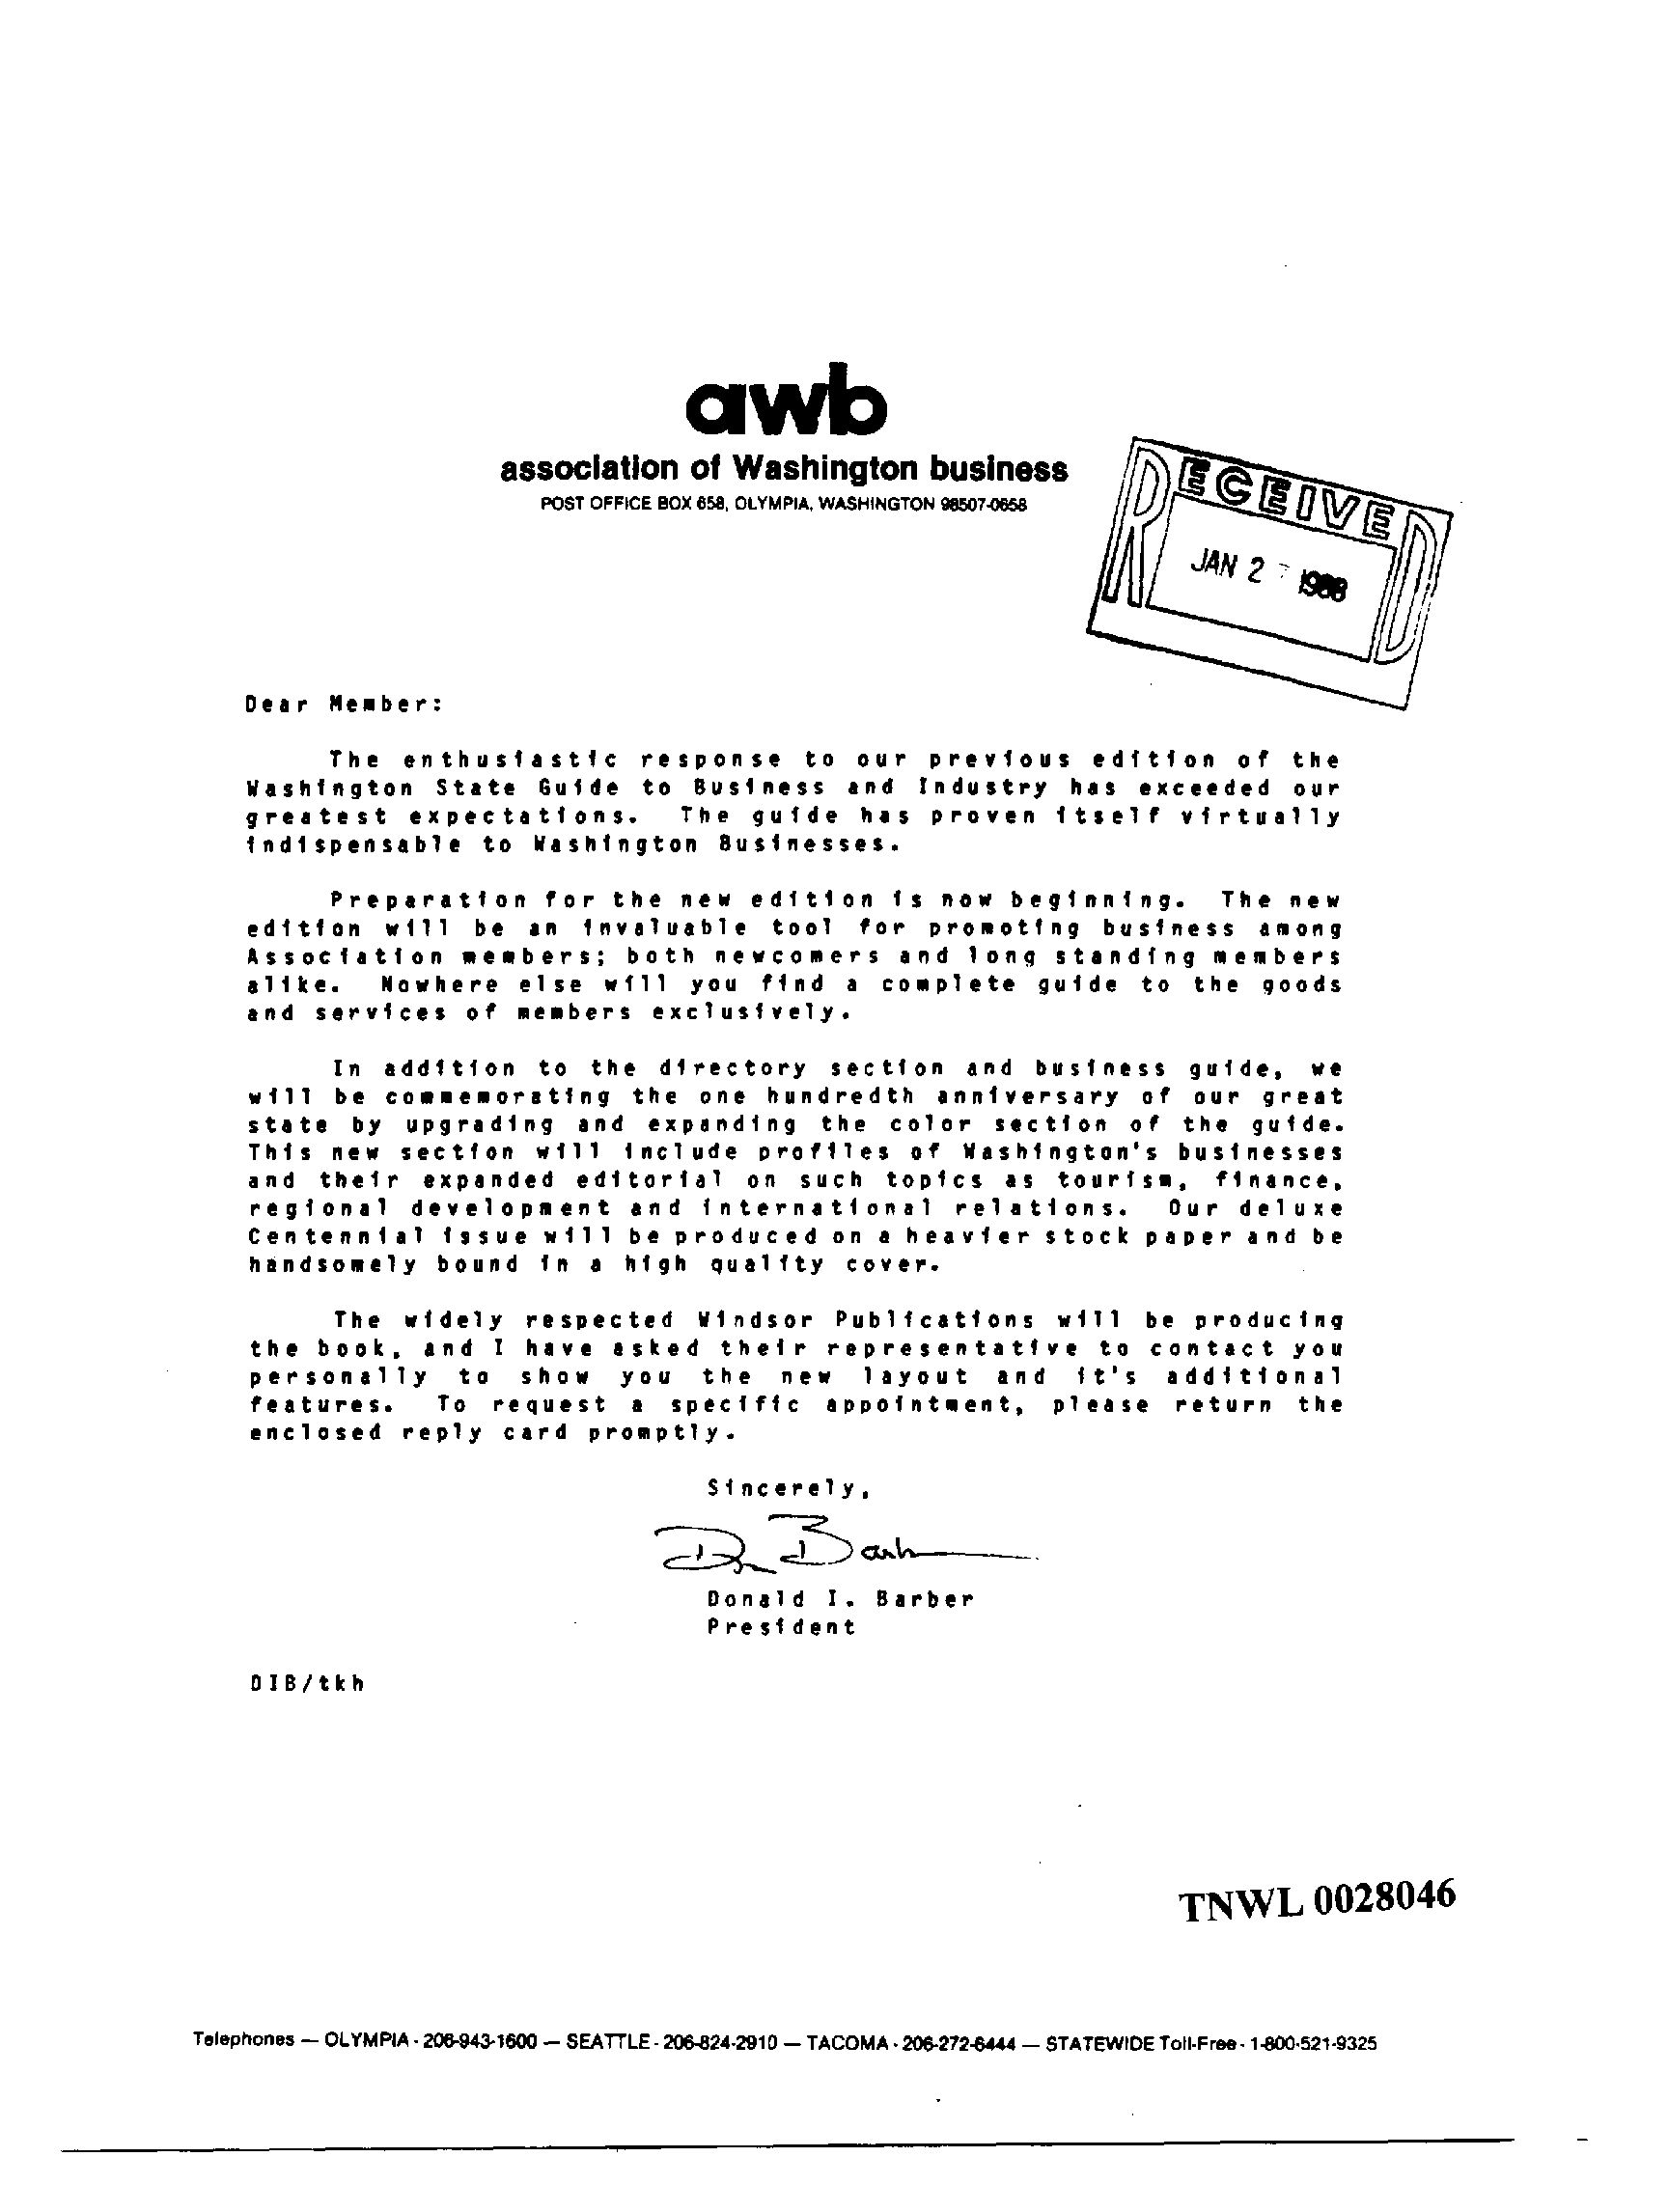 awb
association of Washington business
POST OFFICE BOX 658, OLYMPIA, WASHINGTON 98507-0658
RECEIVED
JAN 2 1988
Dear Member:
The enthusiastic response to our previous edition of the
Washington State Guide to Business and Industry has exceeded our
greatest expectations. The guide has proven itself virtually
indispensable to Washington Businesses.
Preparation for the new edition is now beginning. The new
edition will be an invaluable tool for promoting business among
Association members; both newcomers and long standing members
alike. Nowhere else will you find a complete guide to the goods
and services of members exclusively.
In addition to the directory section and business guide, we
will be commemorating the one hundredth anniversary of our great
state by upgrading and expanding the color section of the guide.
This new section will include profiles of Washington's businesses
and their expanded editorial on such topics as tourism, finance,
regional development and international relations. Our deluxe
Centennial issue will be produced on a heavier stock paper and be
handsomely bound in a high quality cover.
The widely respected Windsor Publications will be producing
the book, and I have asked their representative to contact you
personally to show you the new layout and it's additional
features. To request a specific appointment, please return the
enclosed reply card promptly.
Sincerely,
Donald I. Barber
President
DIB/tkh
TNWL 0028046
Telephones — OLYMPIA - 206-943-1600 — SEATTLE - 206-824-2910 — TACOMA - 206-272-6444 — STATEWIDE Toll-Free - 1-800-521-9325